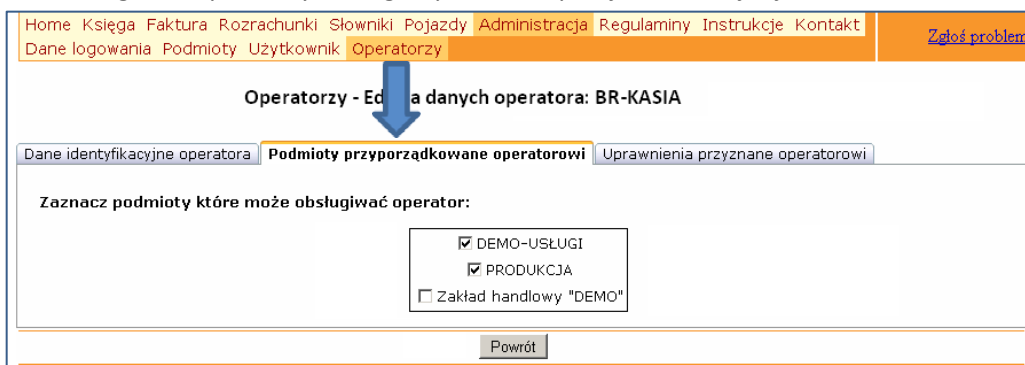 Home Księga Faktura Rozrachunki Słowniki Pojazdy Administracja Regulaminy Instrukcje Kontakt
Dane logowania Podmioty Użytkownik Operatorzy
Zgłoś problem
Operatorzy - Ed a danych operatora: BR-KASIA
Dane identyfikacyjne operatora Podmioty przyporządkowane operatorowi Uprawnienia przyznane operatorowi
Zaznacz podmioty które może obsługiwać operator:
DEMO-USŁUGI
PRODUKCJA
Zakład handlowy "DEMO"
Powrót